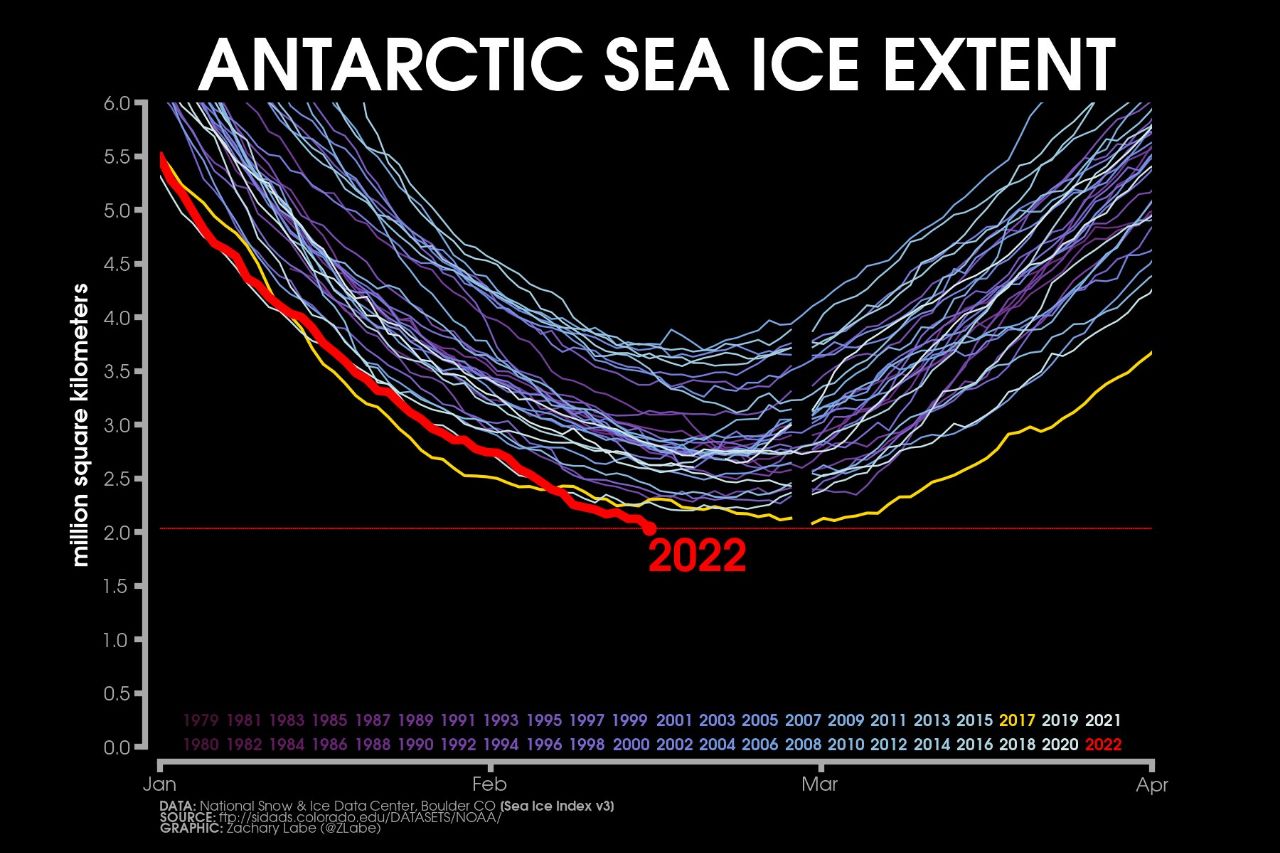 ANTARCTIC SEA ICE EXTENT
6.0
5.5
5.0
4.5
4.0
3.5
3.0
2.5
2.0
1.5
1.0
0.5
0.0
million square kilometers
2022
1979 1981 1983 1985 1987 1989 1991 1993 1995 1997 1999 2001 2003 2005 2007 2009 2011 2013 2015 2017 2019 2021
1980 1982 1984 1986 1988 1990 1992 1994 1996 1998 2000 2002 2004 2006 2008 2010 2012 2014 2016 2018 2020 2022
Jan Feb Mar Apr
DATA: National Snow & Ice Data Center, Boulder CO [Sea Ice Index v3]
SOURCE: ftp://sidads.colorado.edu/DATASETS/NOAA/
GRAPHIC: Zachary Labe (@ZLabe)